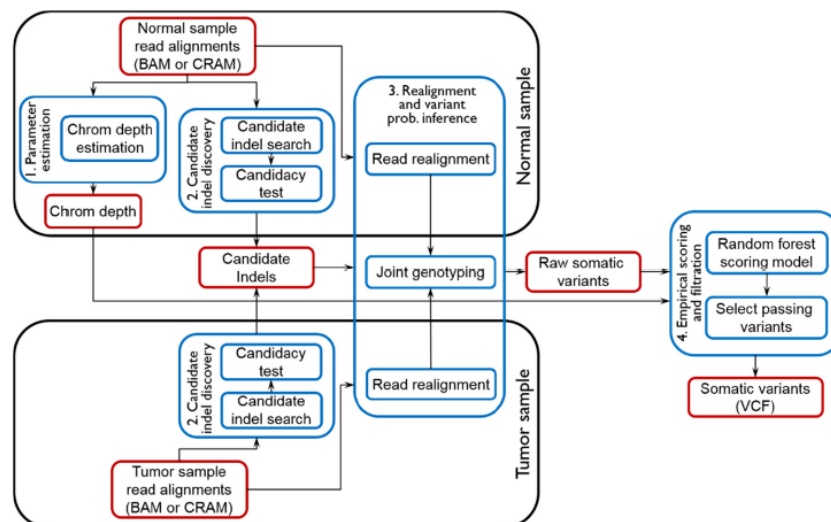 Normal sample
read alignments
(BAM or CRAM)
Normal sample
1. Parameter
estimation
Chrom depth
estimation
Chrom depth
2. Candidate
indel discovery
Candidate
indel search
Candidacy
test
3. Realignment
and variant
prob. inference
Read realignment
Candidate
Indels
Joint genotyping
Raw somatic
variants
4. Empirical scoring
and filtration
Random forest
scoring model
Select passing
variants
Somatic variants
(VCF)
2. Candidate
indel discovery
Candidacy
test
Candidate
indel search
Read realignment
Tumor sample
read alignments
(BAM or CRAM)
Tumor sample